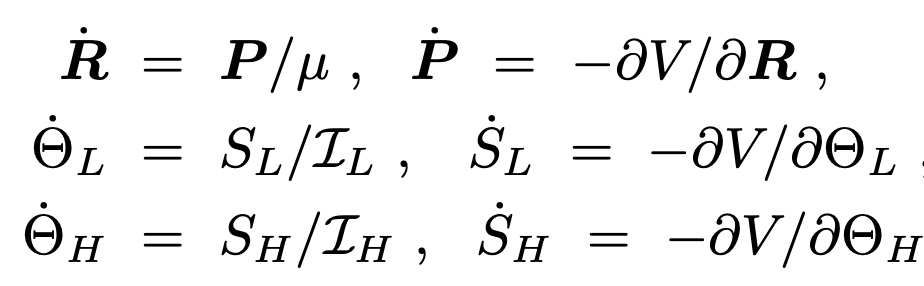 Ṙ = P/μ , Ṗ = −∂V/∂R ,
Θ̇_L = S_L/ℐ_L , Ṡ_L = −∂V/∂Θ_L ,
Θ̇_H = S_H/ℐ_H , Ṡ_H = −∂V/∂Θ_H